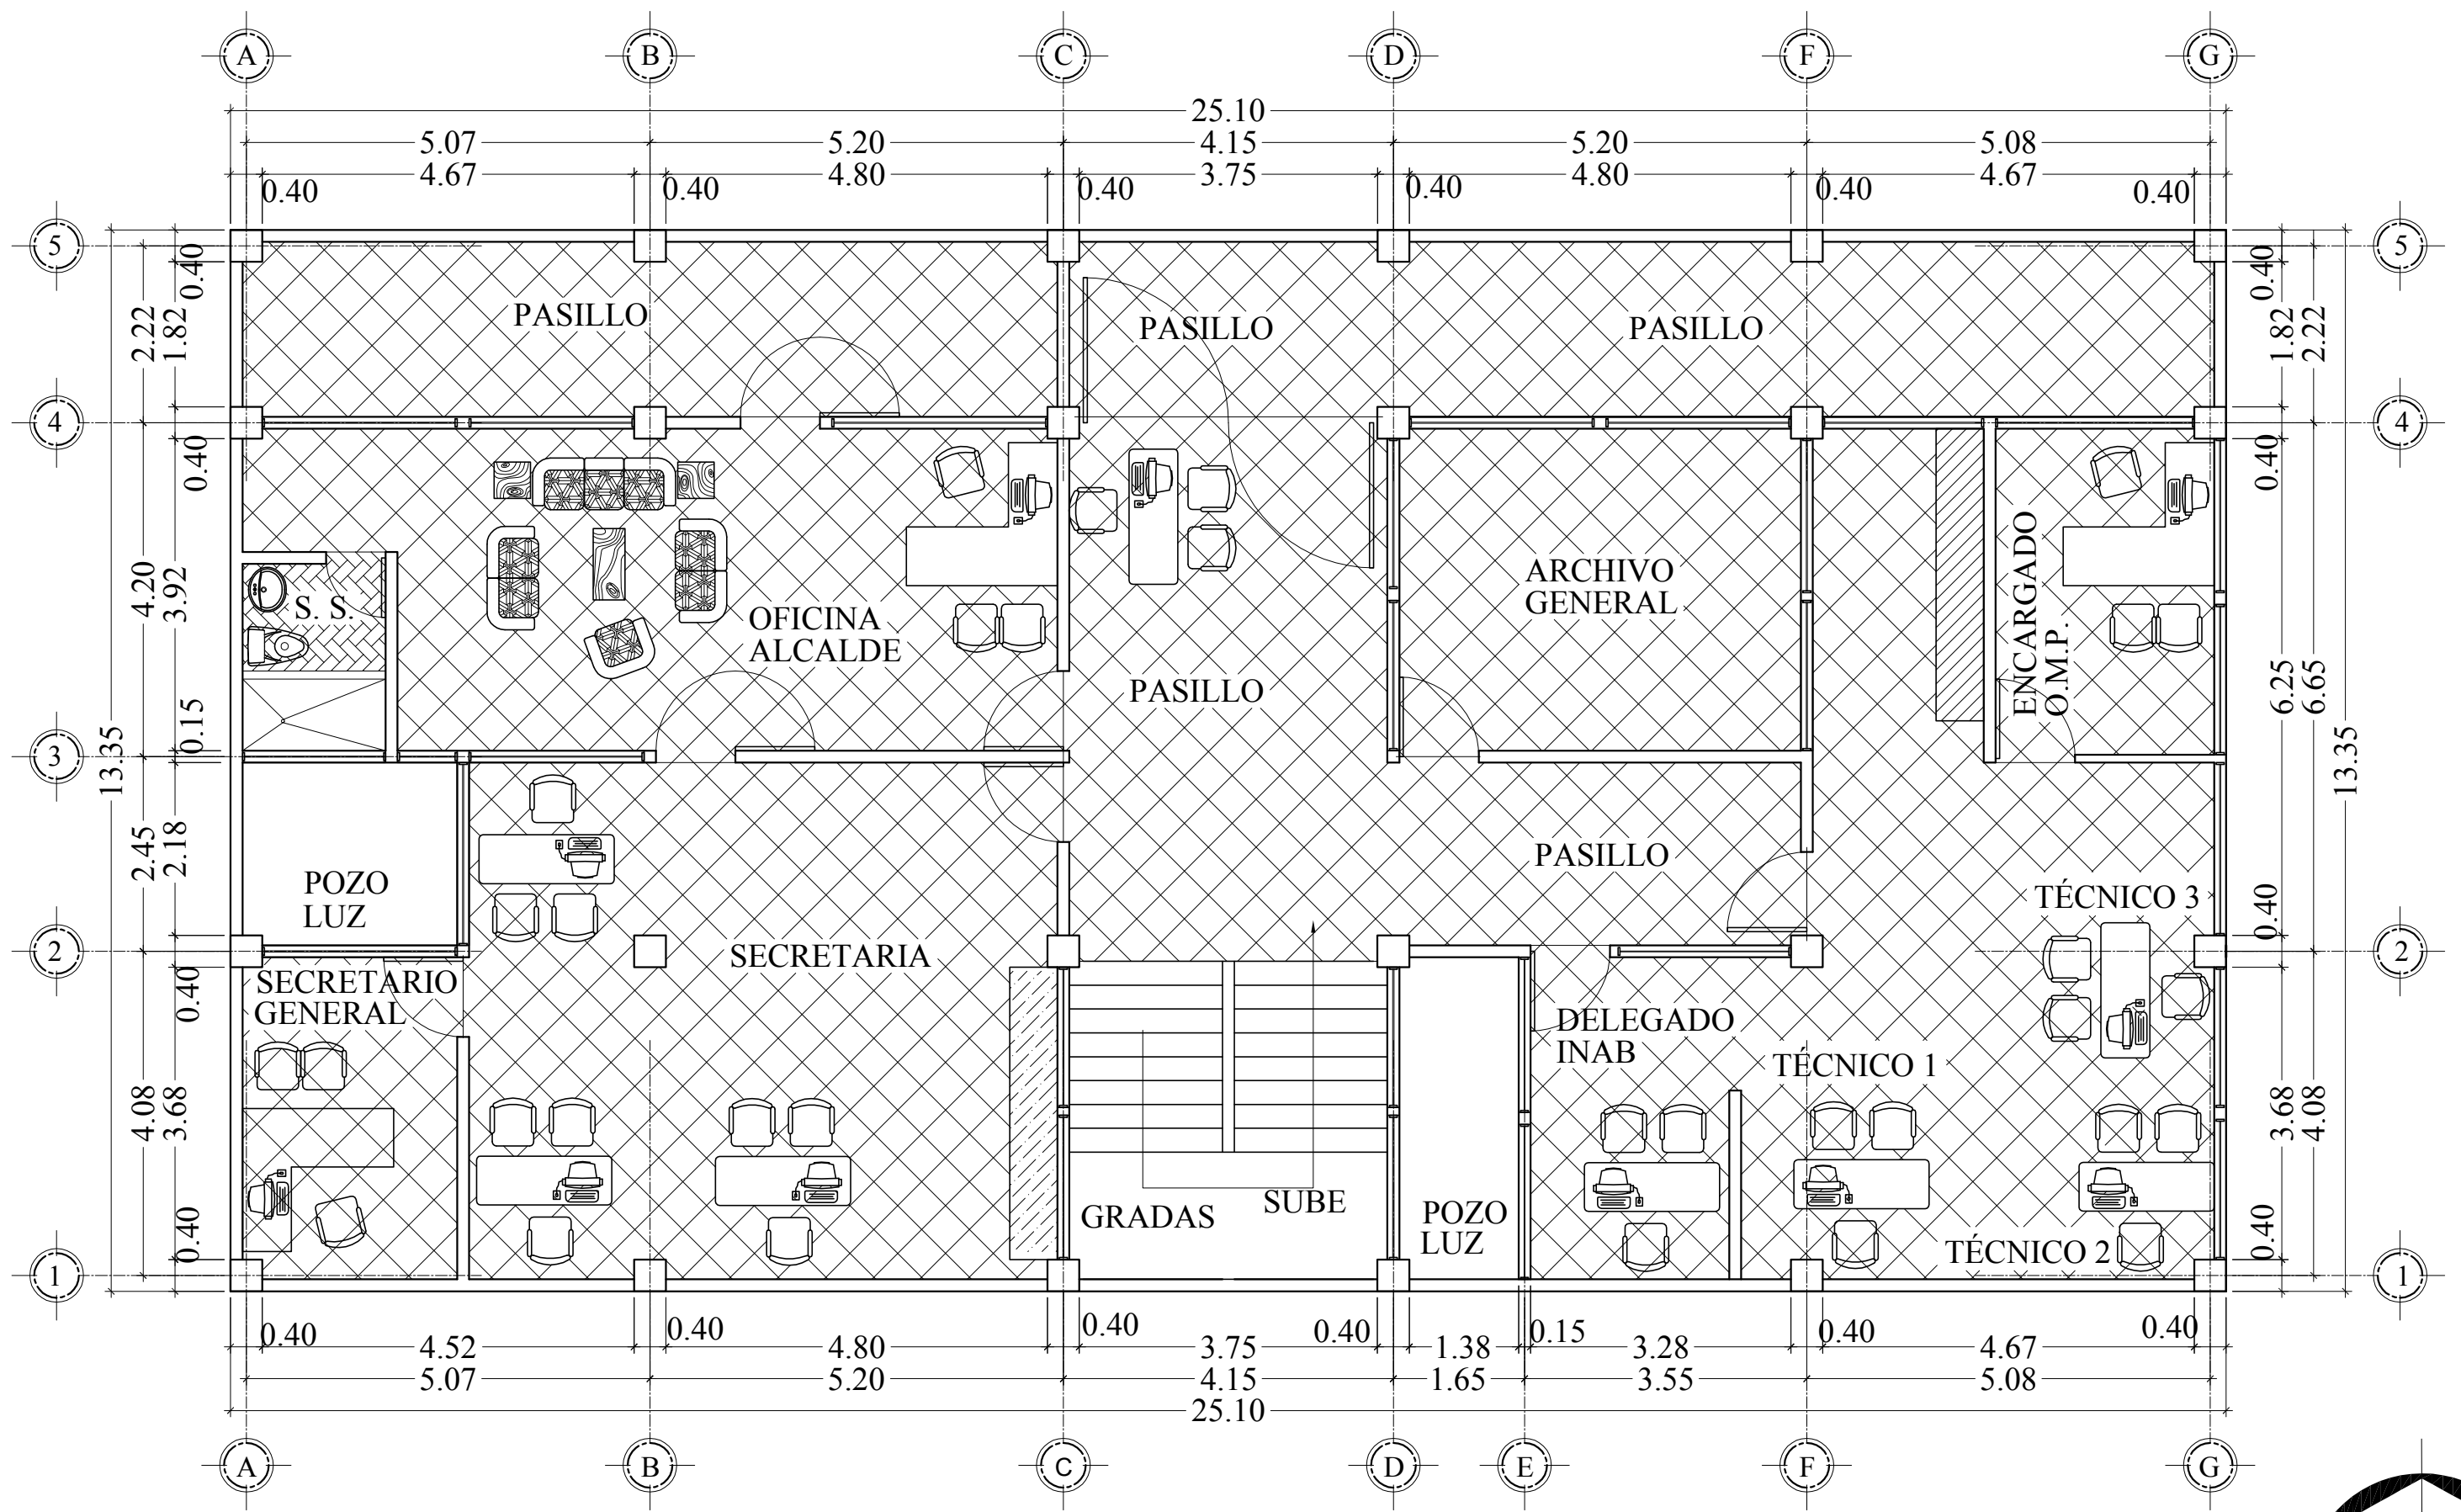 A B C D F G
25.10
5.07 5.20 4.15 5.20 5.08
4.67 4.80 3.75 4.80 4.67
0.40 0.40 0.40 0.40 0.40 0.40
5 5
0.40 0.40
2.22 1.82 1.82 2.22
PASILLO PASILLO PASILLO
4 4
0.40 0.40
4.20 3.92
S. S.
OFICINA
ALCALDE
ARCHIVO
GENERAL
ENCARGADO
O.M.P.
PASILLO
6.25 6.65
0.15
3
13.35 13.35
2.45 2.18
POZO
LUZ
PASILLO
TÉCNICO 3
0.40
2 2
SECRETARIA
SECRETARIO
GENERAL
0.40
DELEGADO
INAB
TÉCNICO 1
4.08 3.68 3.68 4.08
GRADAS SUBE
POZO
LUZ
TÉCNICO 2
0.40 0.40
1 1
0.40 0.40 0.40 0.40 0.15 0.40 0.40
4.52 4.80 3.75 1.38 3.28 4.67
5.07 5.20 4.15 1.65 3.55 5.08
25.10
A B C D E F G